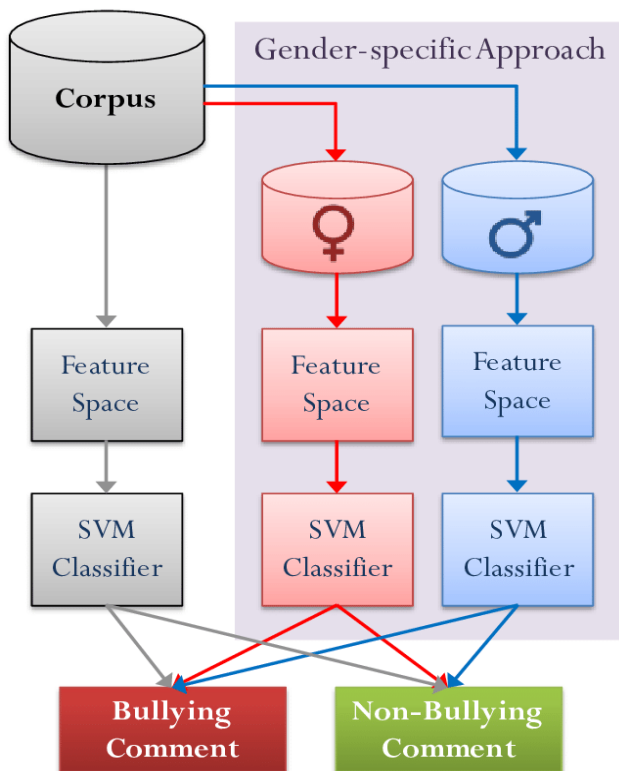 Gender-specific Approach
Corpus
♀
♂
Feature
Space
Feature
Space
Feature
Space
SVM
Classifier
SVM
Classifier
SVM
Classifier
Bullying
Comment
Non-Bullying
Comment